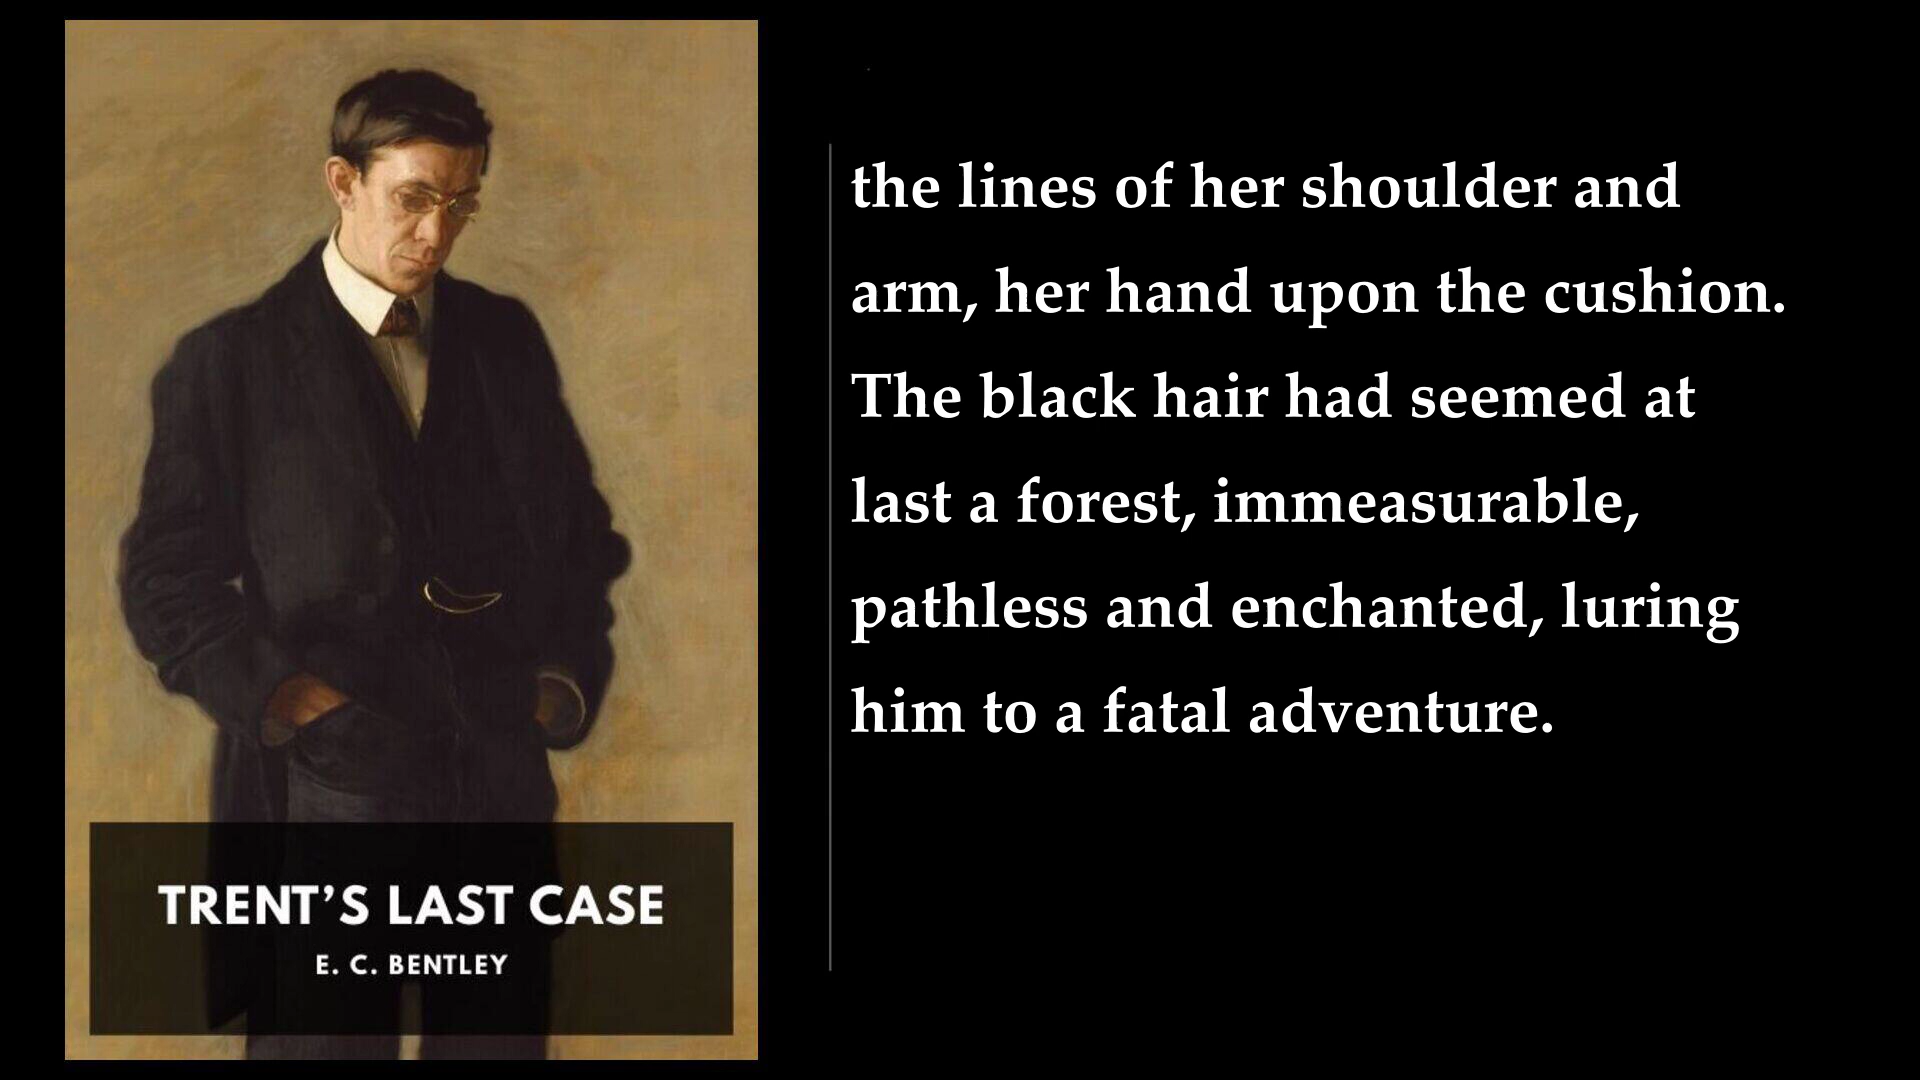 TRENT’S LAST CASE
E. C. BENTLEY
the lines of her shoulder and
arm, her hand upon the cushion.
The black hair had seemed at
last a forest, immeasurable,
pathless and enchanted, luring
him to a fatal adventure.